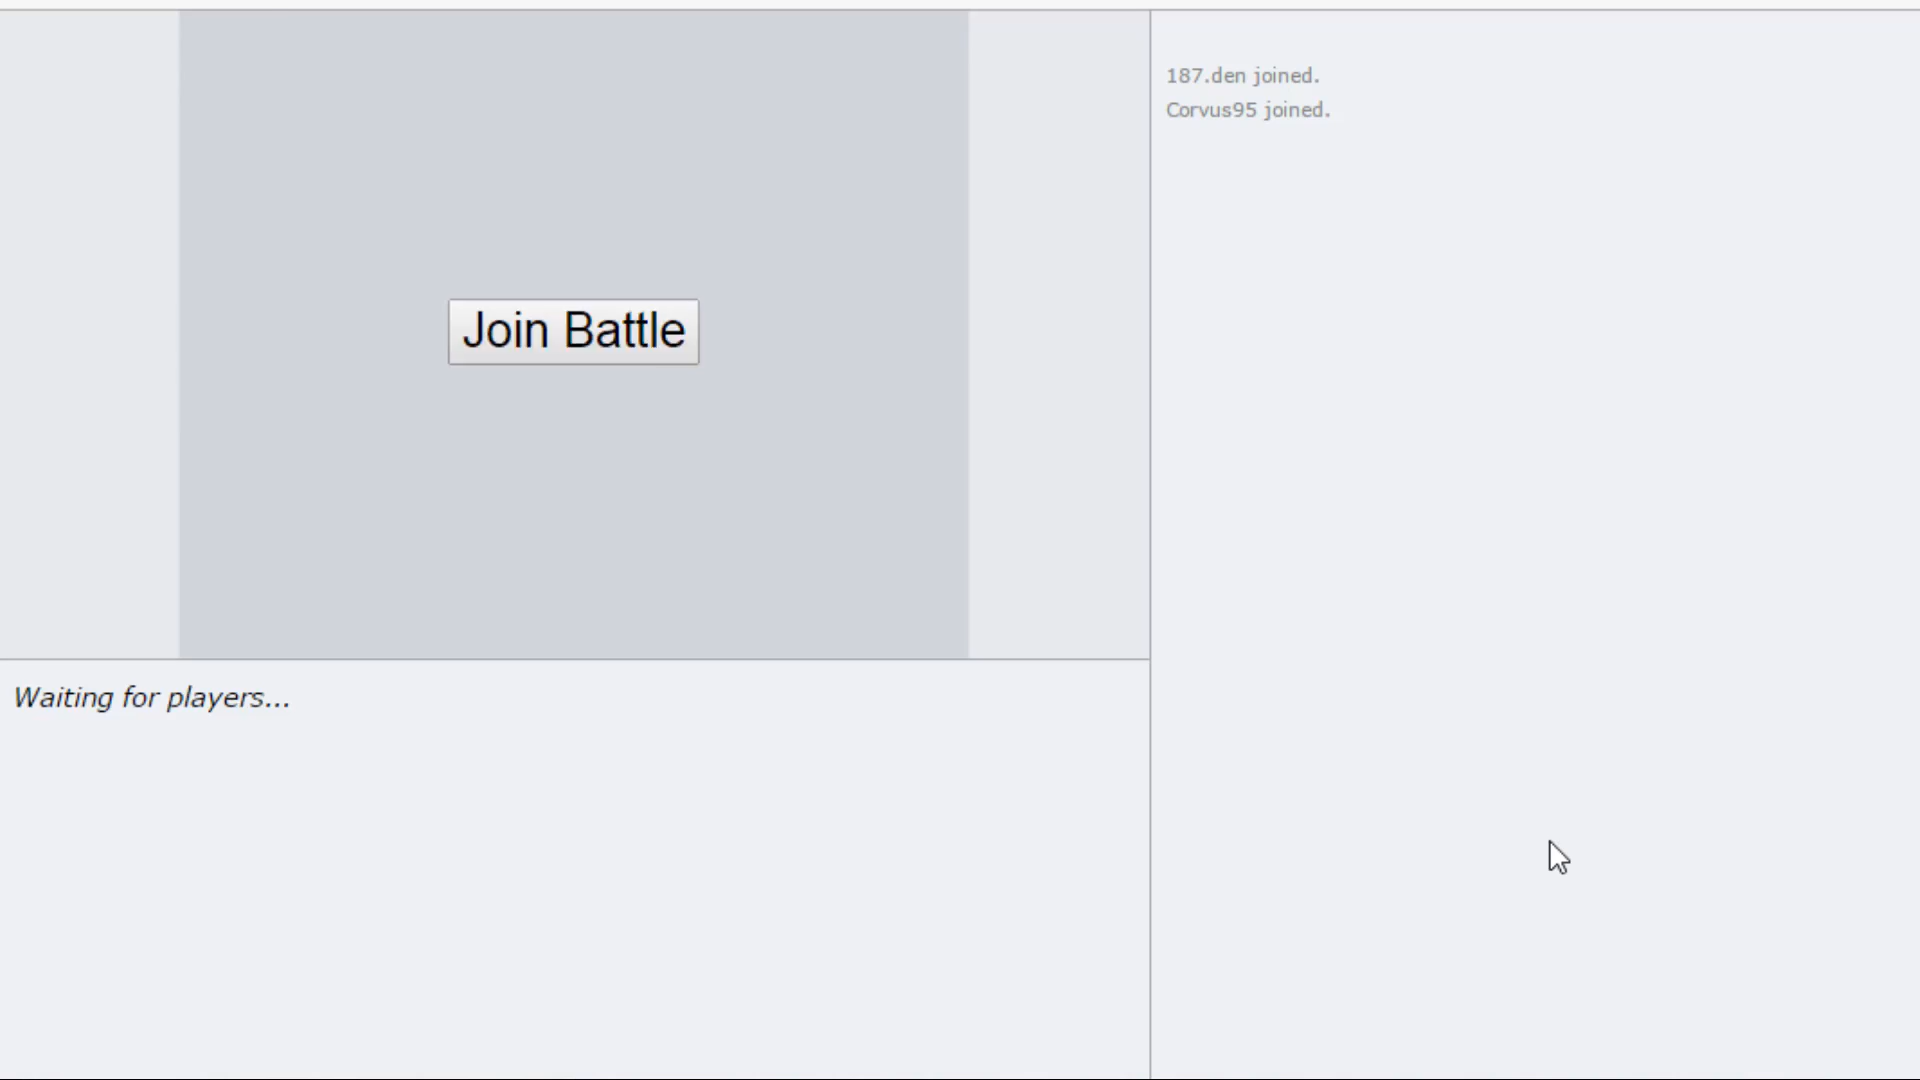 187.den joined.
Corvus95 joined.
Join Battle
Waiting for players...